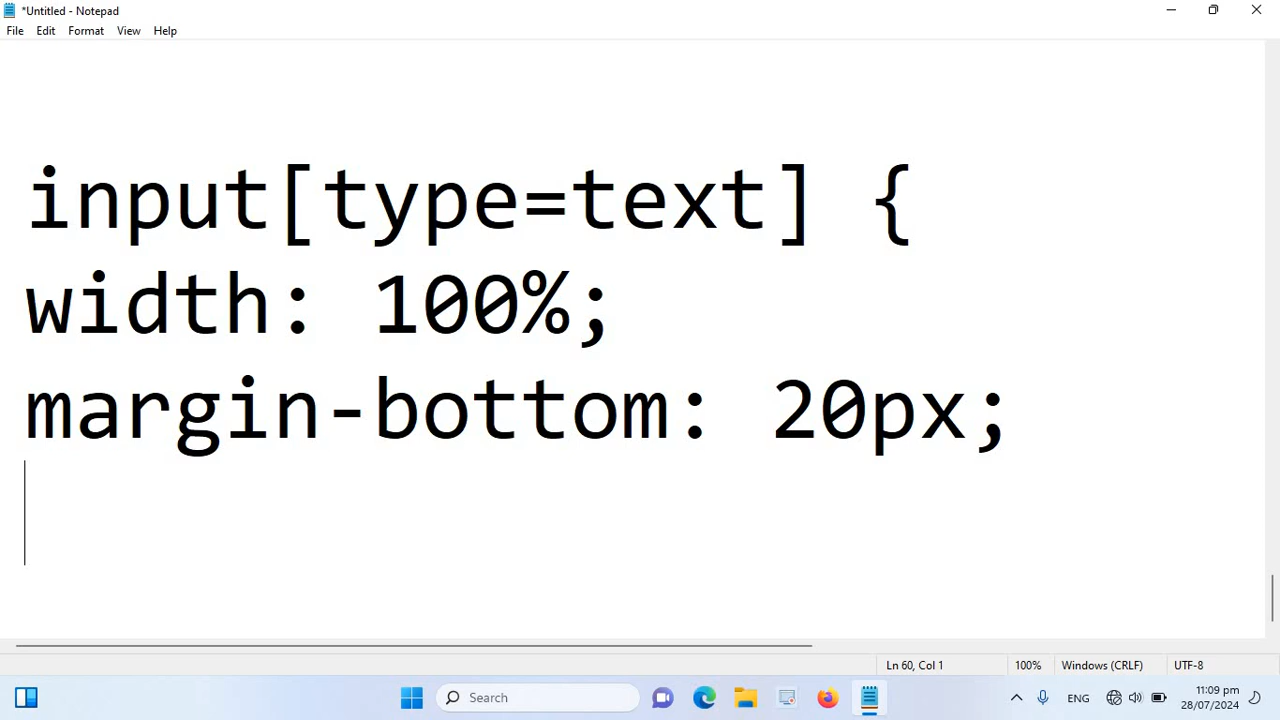 *Untitled - Notepad
File Edit Format View Help
input[type=text] {
width: 100%;
margin-bottom: 20px;
Ln 60, Col 1 100% Windows (CRLF) UTF-8
Search
ENG
11:09 pm
28/07/2024